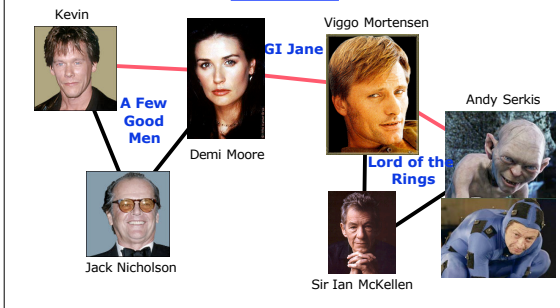 Kevin
Viggo Mortensen
GI Jane
Andy Serkis
A Few
Good
Men
Demi Moore
Lord of the
Rings
Jack Nicholson
Sir Ian McKellen